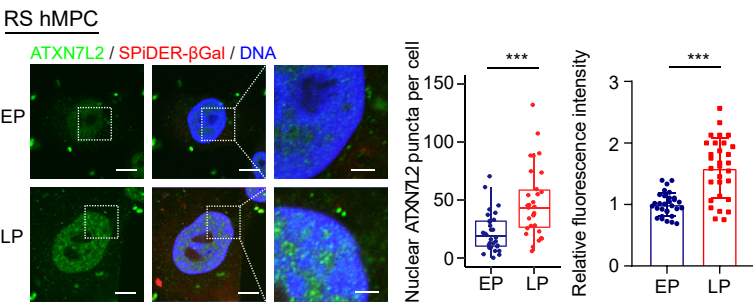 RS hMPC
ATXN7L2 / SPiDER-βGal / DNA
EP
LP
Nuclear ATXN7L2 puncta per cell
150
100
50
0
***
EP
LP
Relative fluorescence intensity
3
2
1
0
***
EP
LP